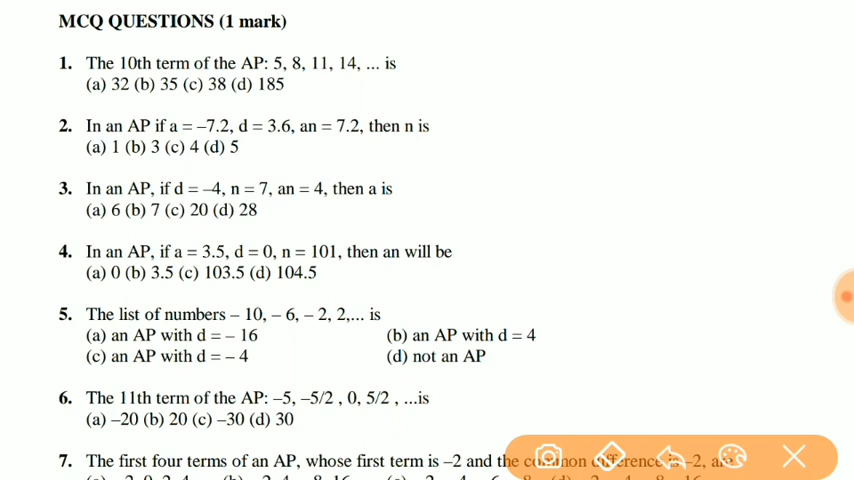 MCQ QUESTIONS (1 mark)
1. The 10th term of the AP: 5, 8, 11, 14, ... is
(a) 32 (b) 35 (c) 38 (d) 185
2. In an AP if a = –7.2, d = 3.6, an = 7.2, then n is
(a) 1 (b) 3 (c) 4 (d) 5
3. In an AP, if d = –4, n = 7, an = 4, then a is
(a) 6 (b) 7 (c) 20 (d) 28
4. In an AP, if a = 3.5, d = 0, n = 101, then an will be
(a) 0 (b) 3.5 (c) 103.5 (d) 104.5
5. The list of numbers – 10, – 6, – 2, 2,... is
(a) an AP with d = – 16 (b) an AP with d = 4
(c) an AP with d = – 4 (d) not an AP
6. The 11th term of the AP: –5, –5/2 , 0, 5/2 , ...is
(a) –20 (b) 20 (c) –30 (d) 30
7. The first four terms of an AP, whose first term is –2 and the common difference is –2, are